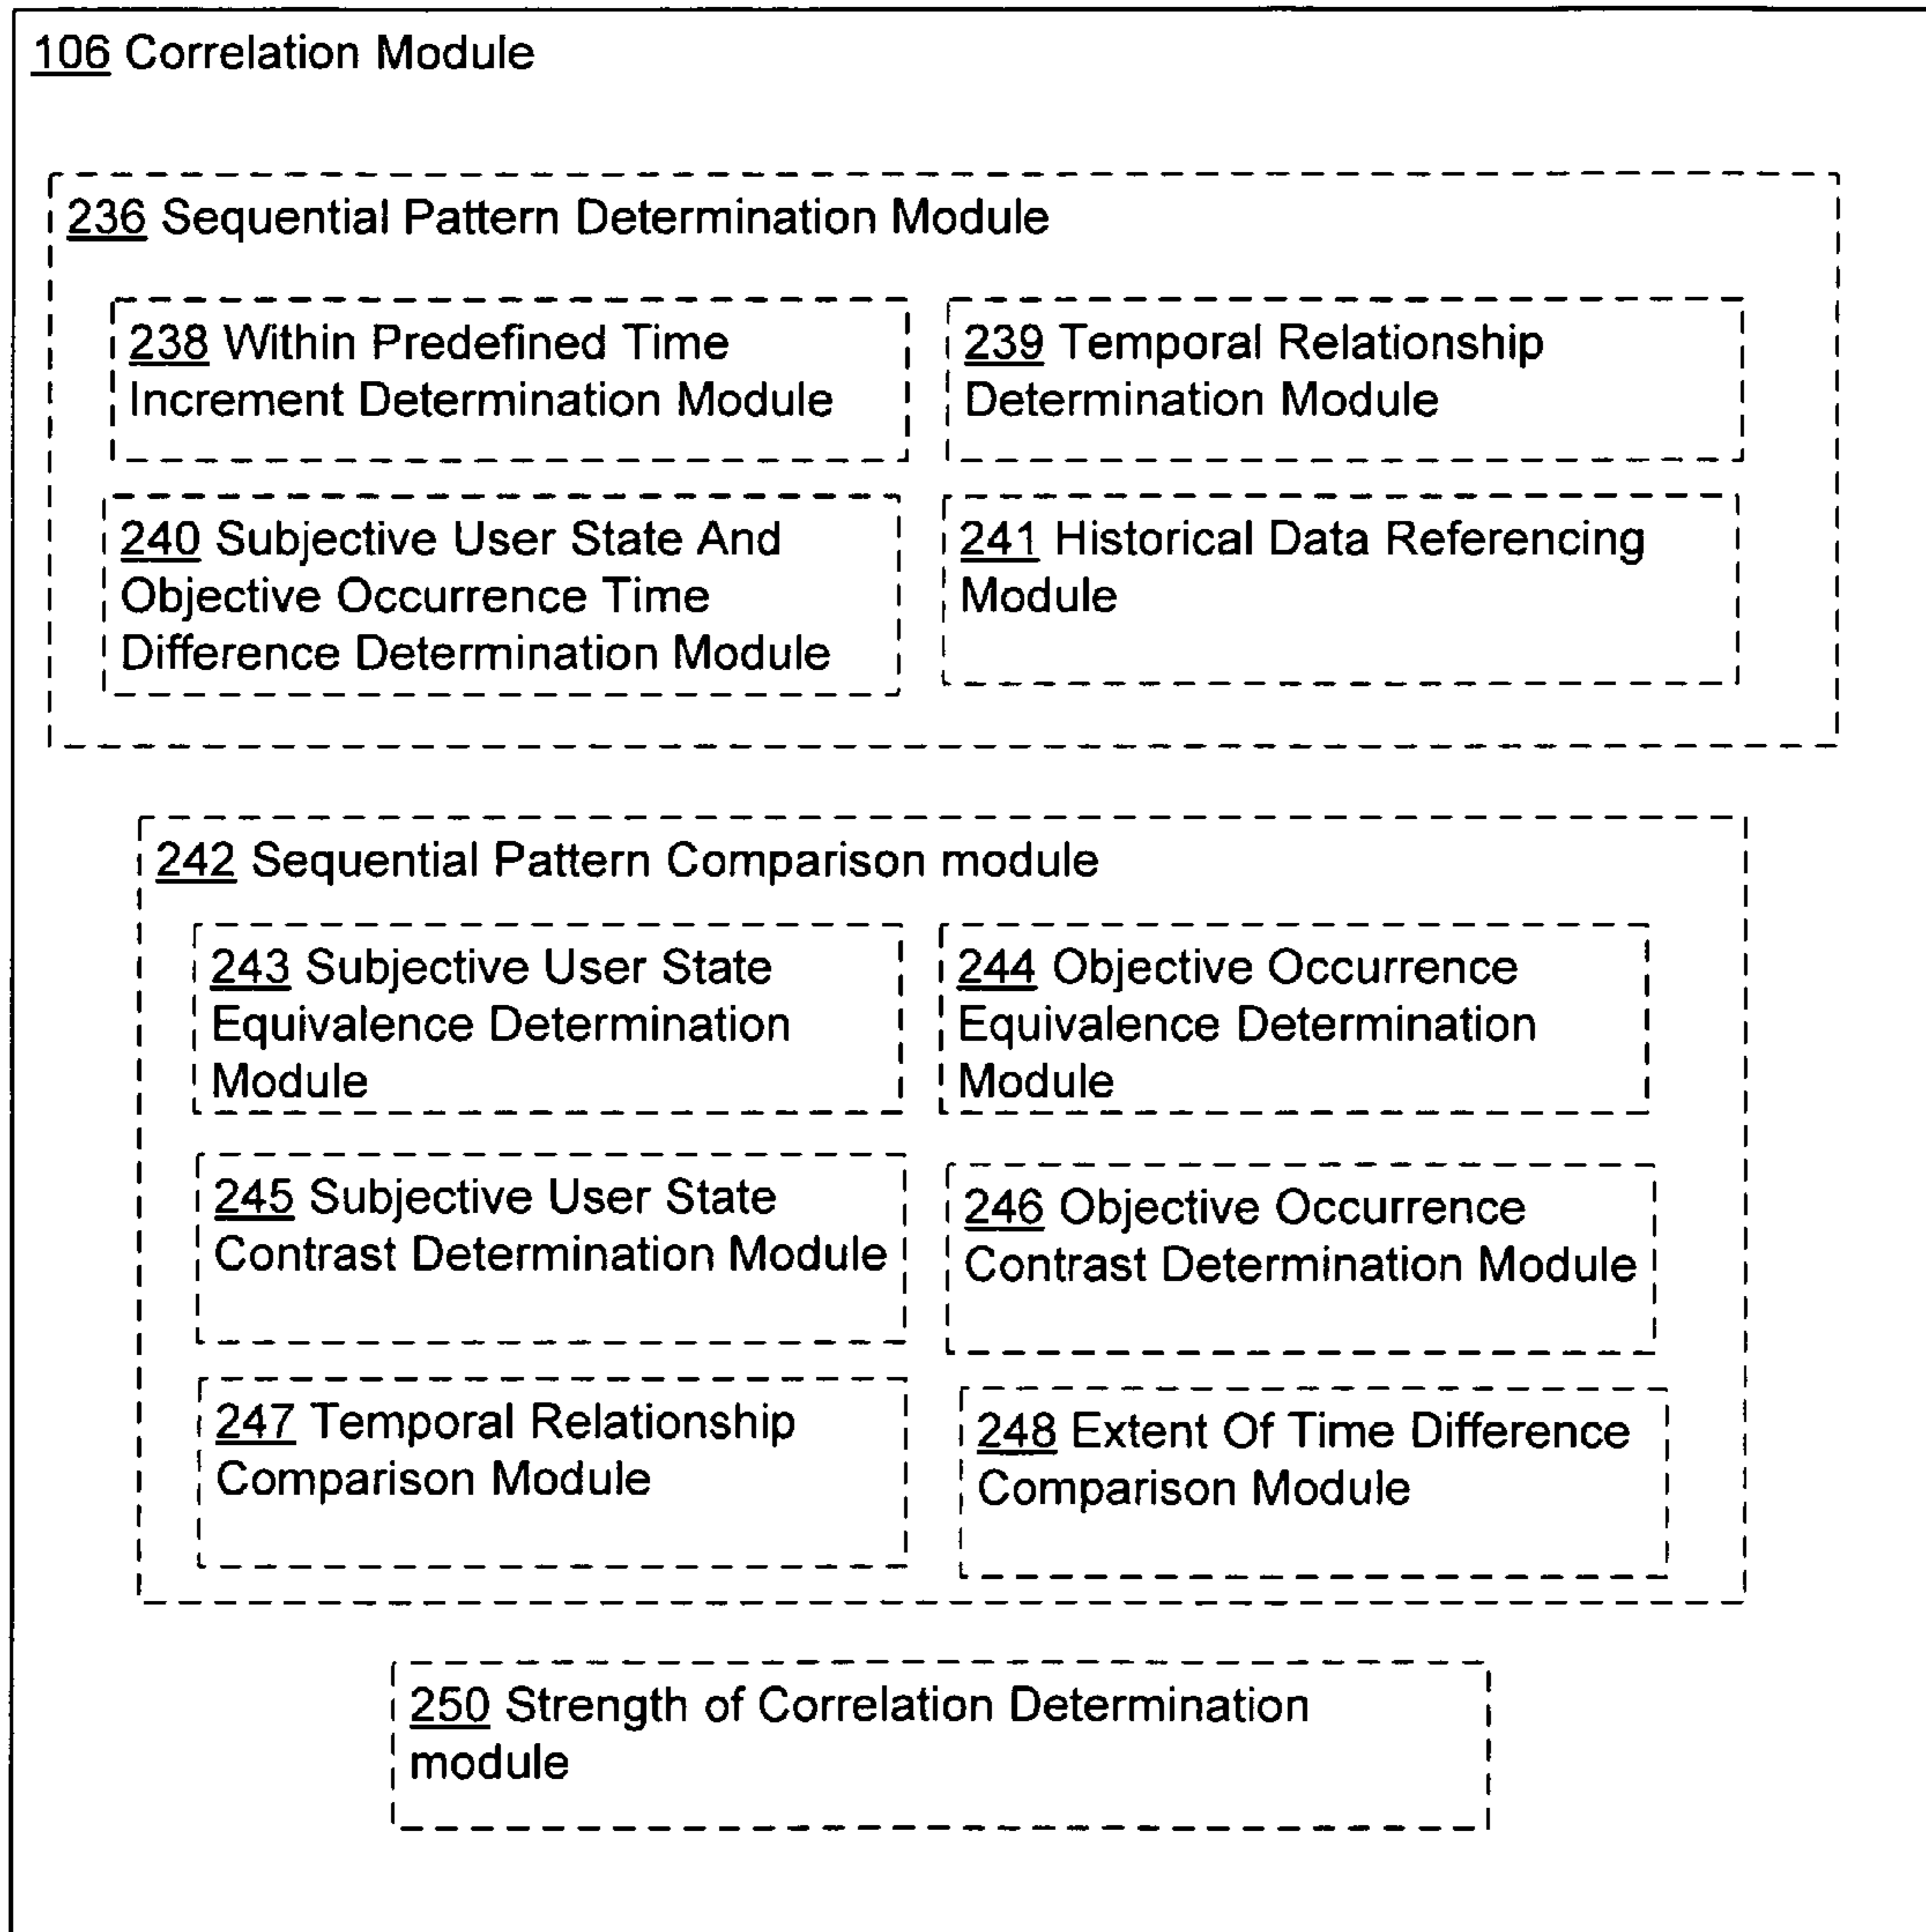 106 Correlation Module
236 Sequential Pattern Determination Module
238 Within Predefined Time
Increment Determination Module
239 Temporal Relationship
Determination Module
240 Subjective User State And
Objective Occurrence Time
Difference Determination Module
241 Historical Data Referencing
Module
242 Sequential Pattern Comparison module
243 Subjective User State
Equivalence Determination
Module
244 Objective Occurrence
Equivalence Determination
Module
245 Subjective User State
Contrast Determination Module
246 Objective Occurrence
Contrast Determination Module
247 Temporal Relationship
Comparison Module
248 Extent Of Time Difference
Comparison Module
250 Strength of Correlation Determination
module